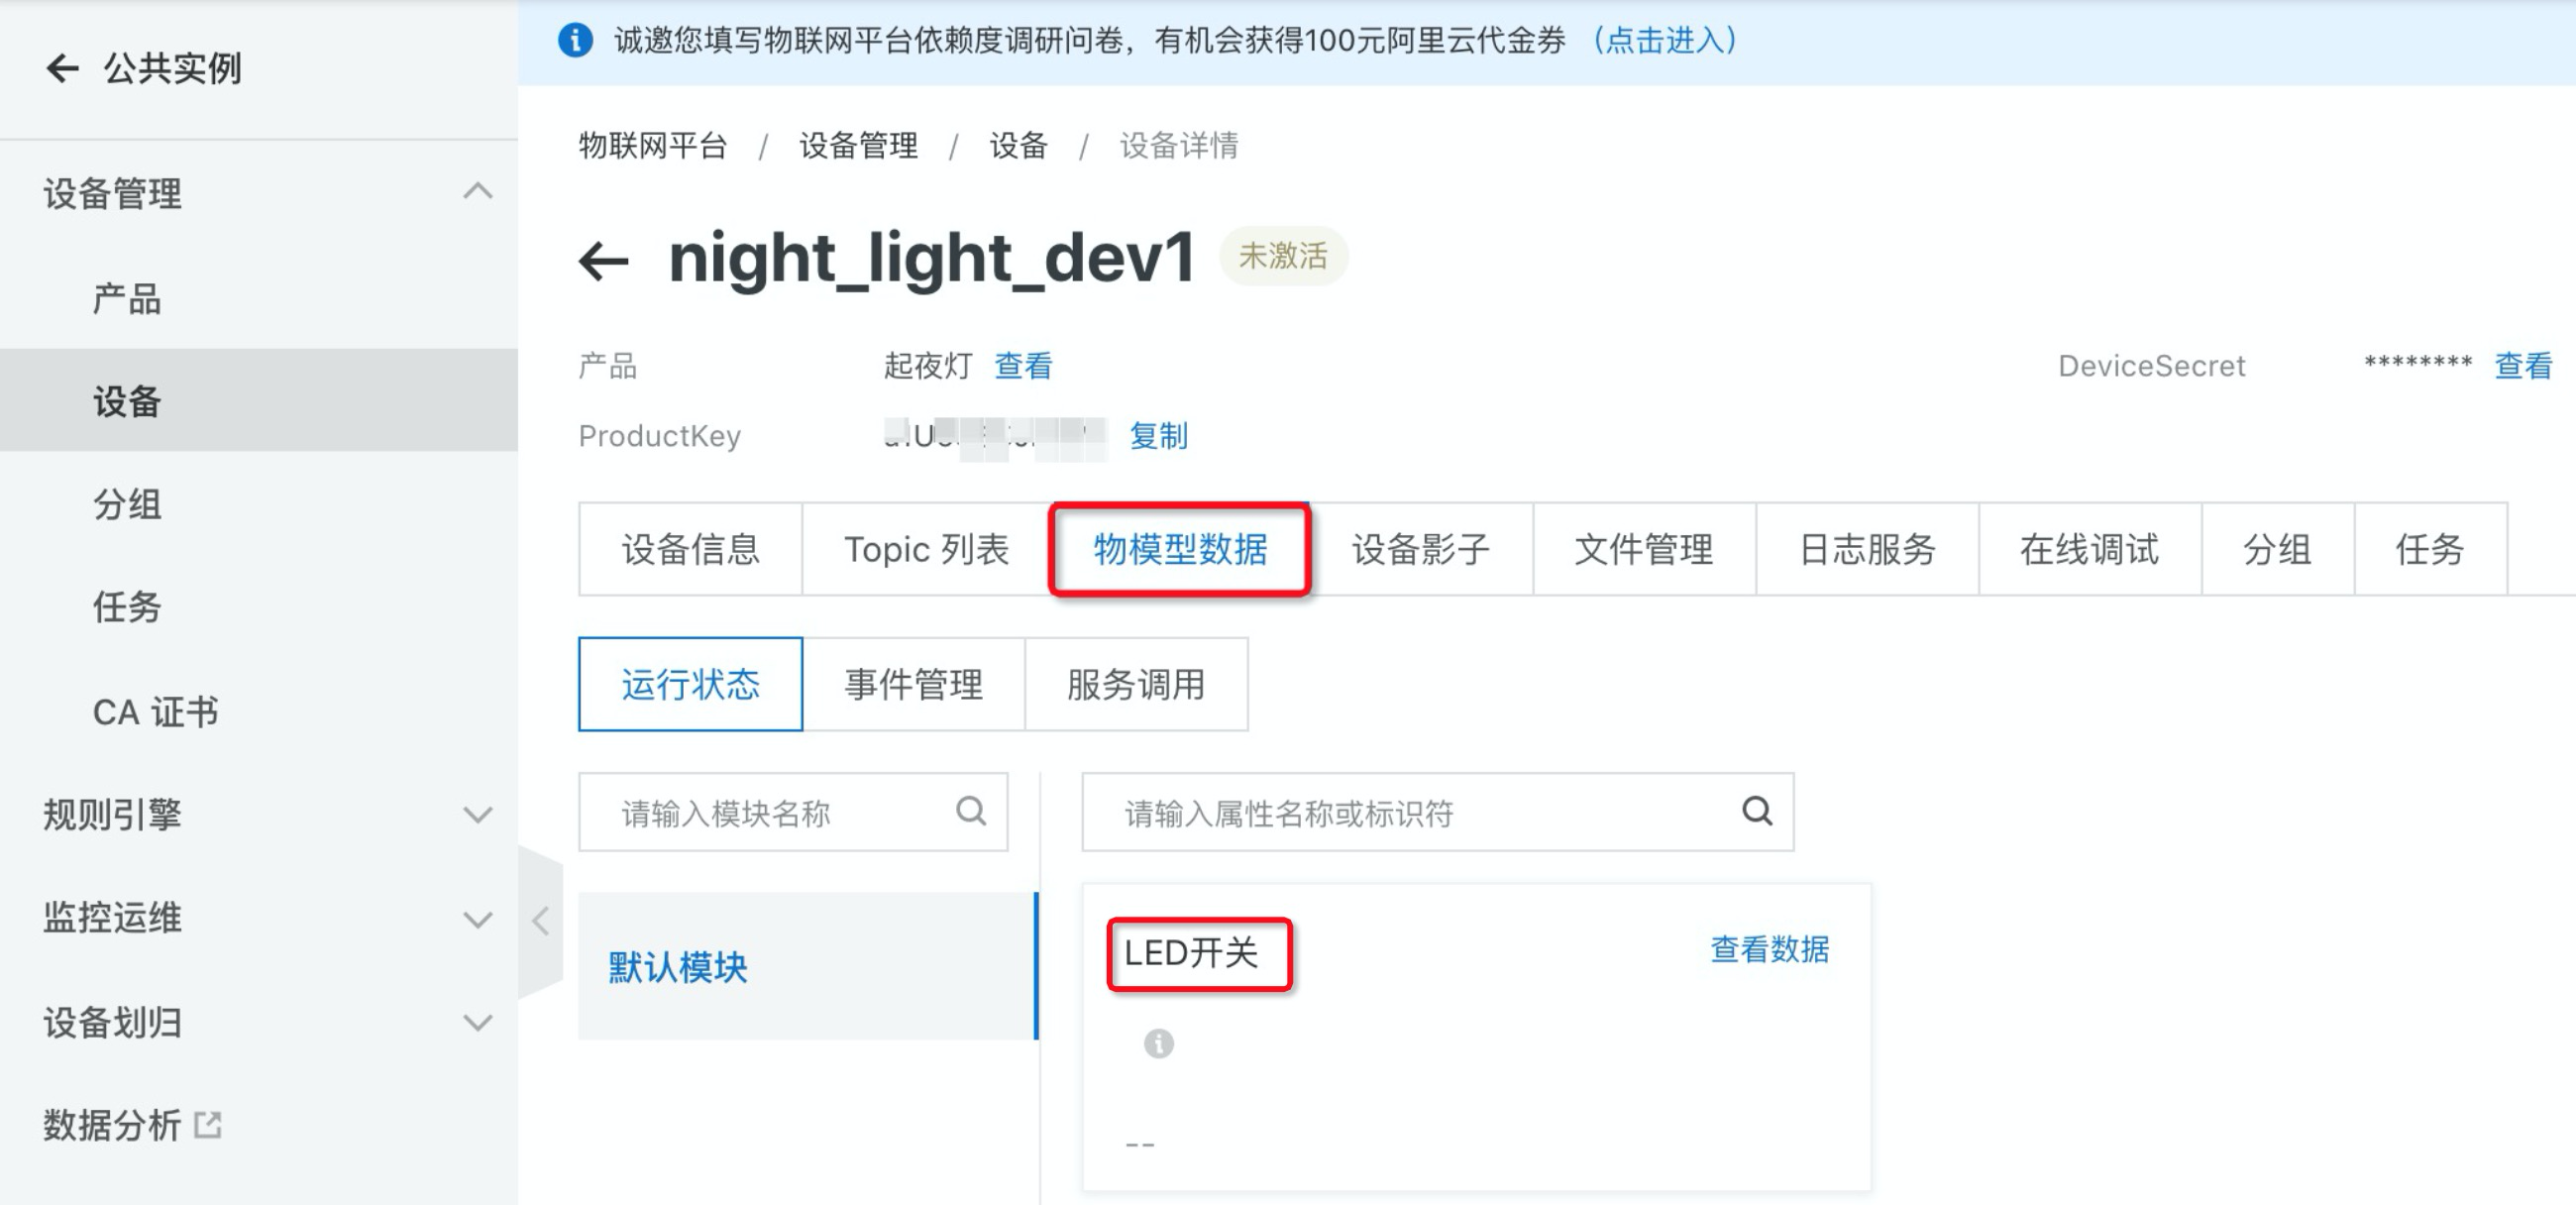 诚邀您填写物联网平台依赖度调研问卷，有机会获得100元阿里云代金券 （点击进入）
公共实例
设备管理
产品
设备
分组
任务
CA 证书
规则引擎
监控运维
设备划归
数据分析
物联网平台 / 设备管理 / 设备 / 设备详情
night_light_dev1 未激活
产品 起夜灯 查看 DeviceSecret ******** 查看
ProductKey 复制
设备信息 Topic 列表 物模型数据 设备影子 文件管理 日志服务 在线调试 分组 任务
运行状态 事件管理 服务调用
请输入模块名称 请输入属性名称或标识符
默认模块
LED开关 查看数据
--